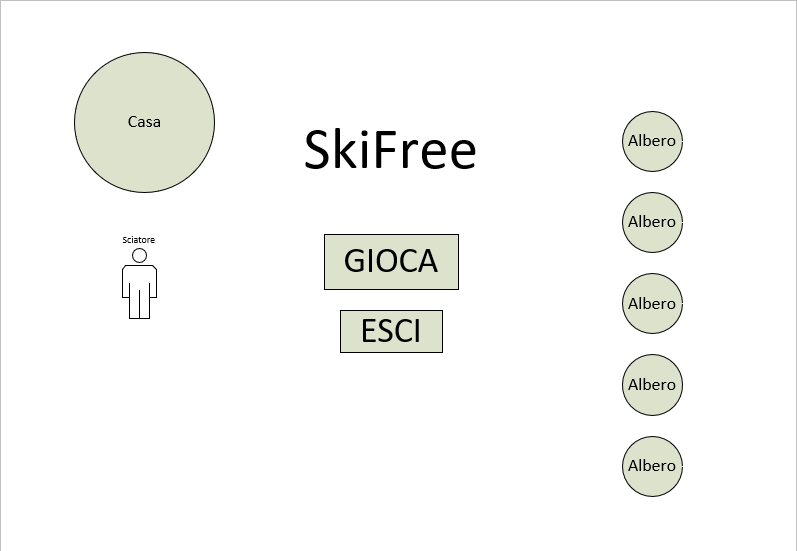 Casa
Sciatore
SkiFree
GIOCA
ESCI
Albero
Albero
Albero
Albero
Albero